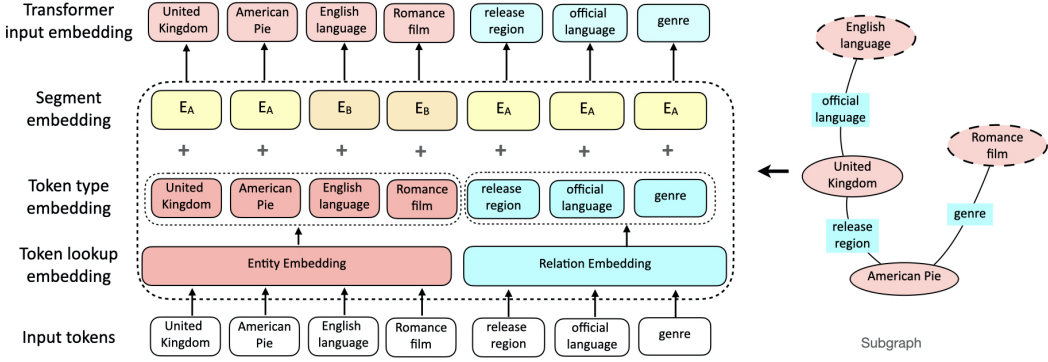 Transformer
input embedding
United
Kingdom
American
Pie
English
language
Romance
film
release
region
official
language
genre
Segment
embedding
EA
EA
EB
EB
EA
EA
EA
+ + + + + + +
Token type
embedding
United
Kingdom
American
Pie
English
language
Romance
film
release
region
official
language
genre
Token lookup
embedding
Entity Embedding
Relation Embedding
Input tokens
United
Kingdom
American
Pie
English
language
Romance
film
release
region
official
language
genre
English
language
official
language
Romance
film
United
Kingdom
genre
release
region
American Pie
Subgraph